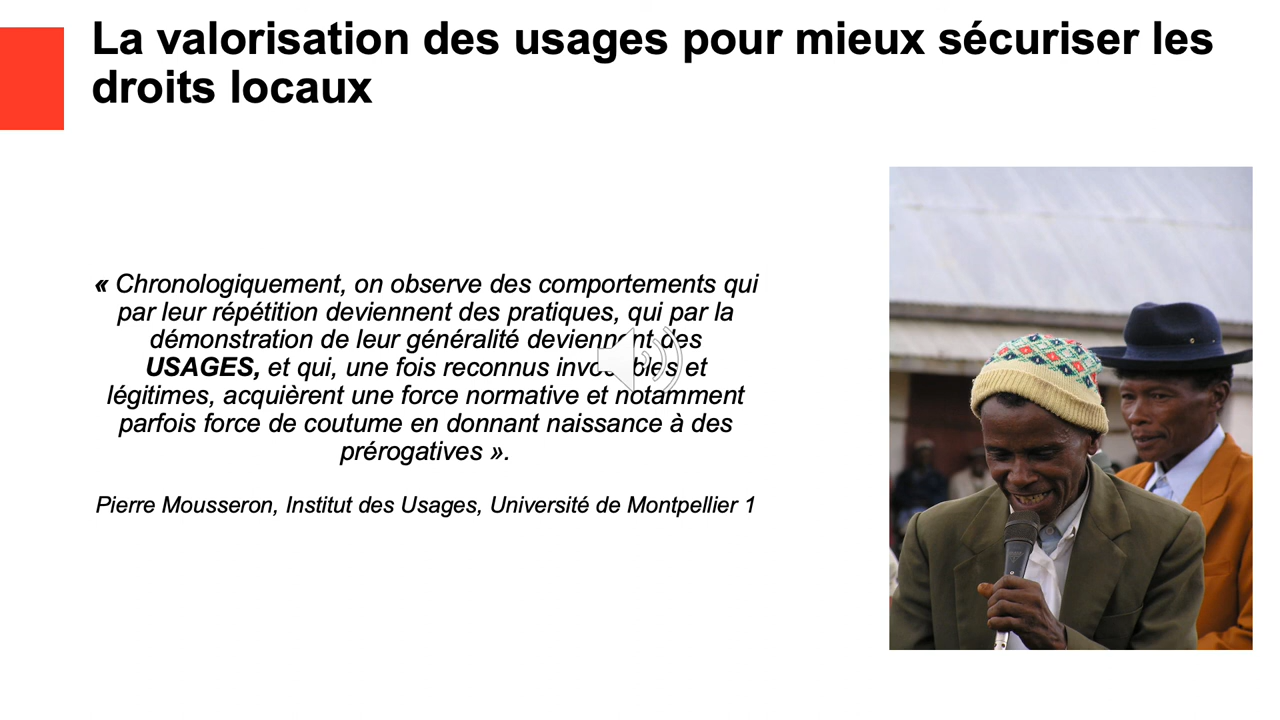 La valorisation des usages pour mieux sécuriser les
droits locaux
« Chronologiquement, on observe des comportements qui
par leur répétition deviennent des pratiques, qui par la
démonstration de leur généralité deviennent des
USAGES, et qui, une fois reconnus invocables et
légitimes, acquièrent une force normative et notamment
parfois force de coutume en donnant naissance à des
prérogatives ».
Pierre Mousseron, Institut des Usages, Université de Montpellier 1